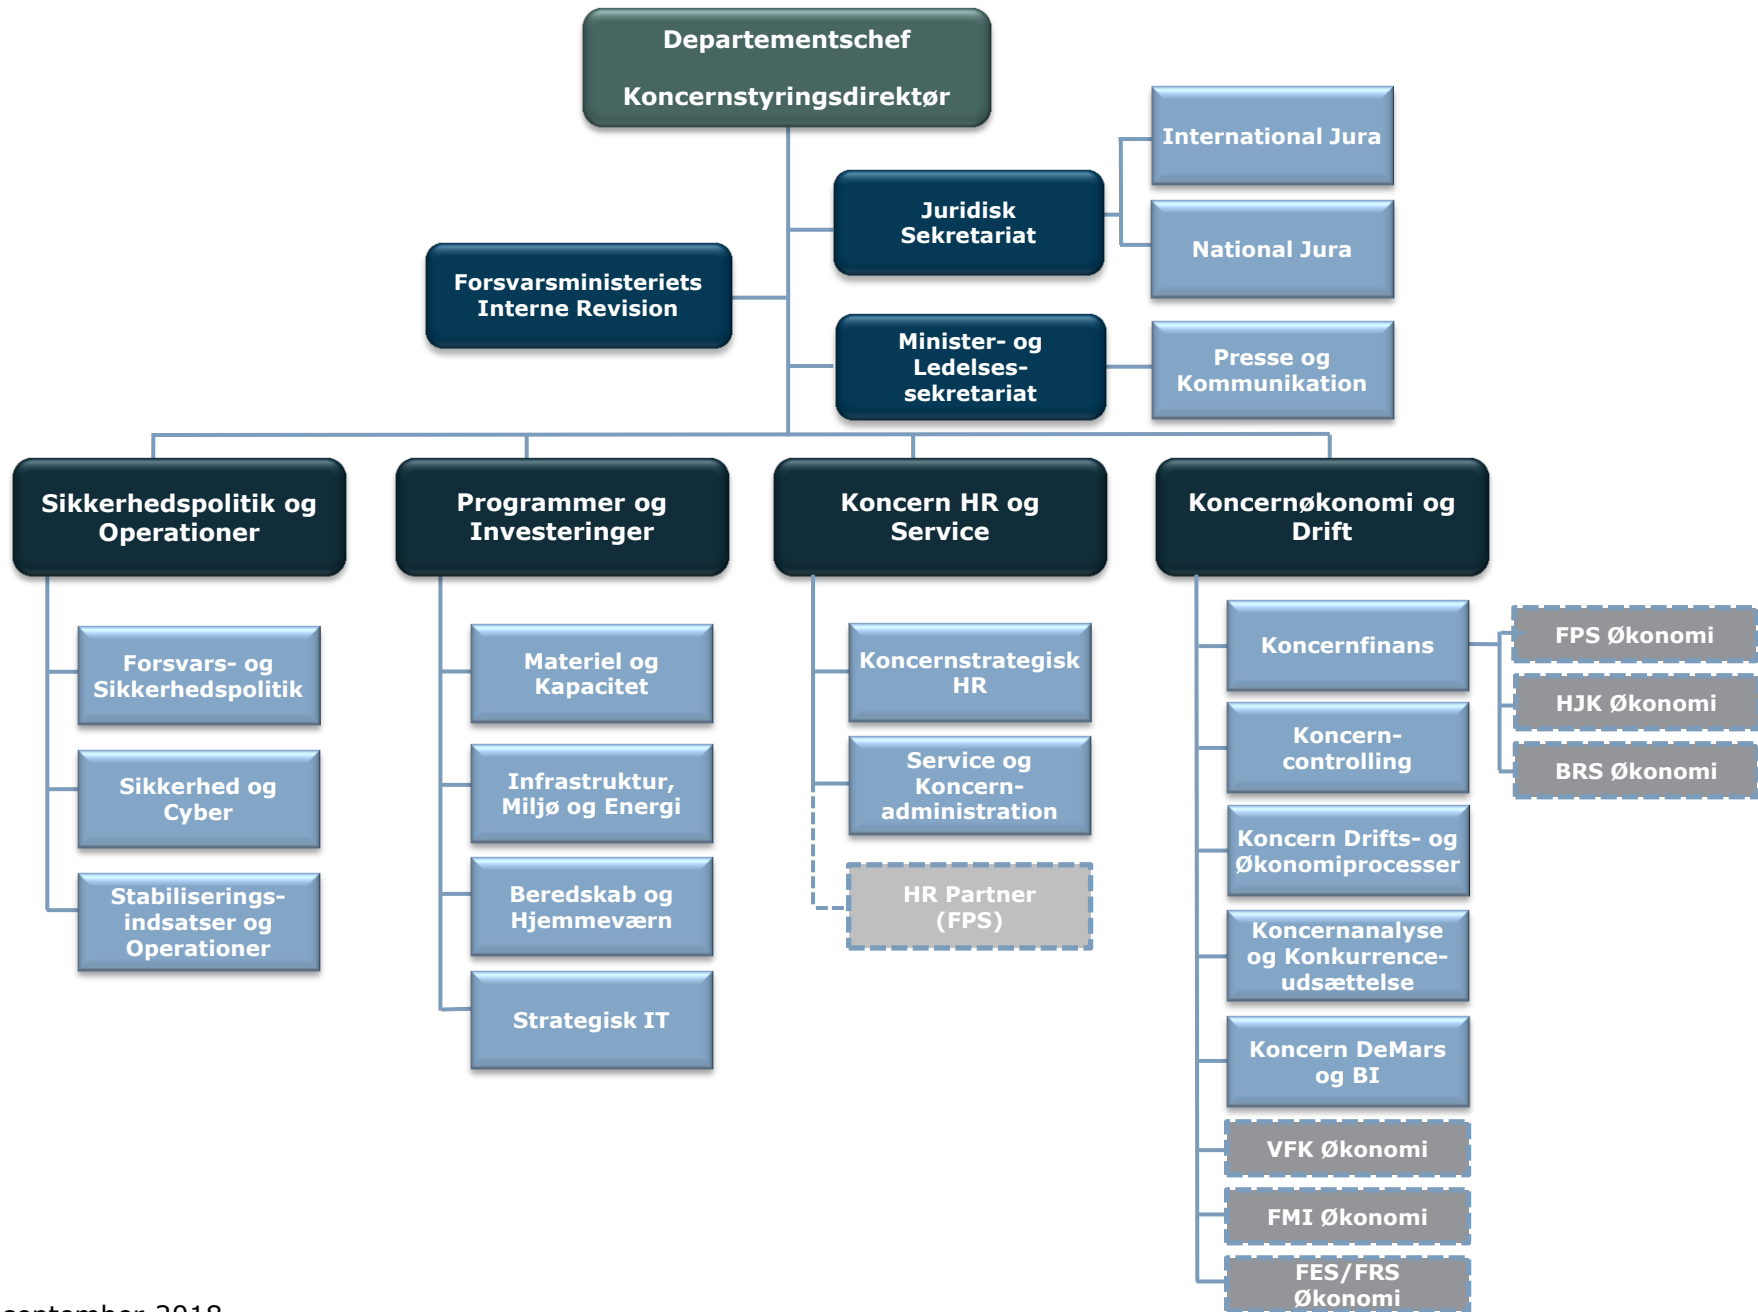 Departementschef
Koncernstyringsdirektør
International Jura
Juridisk
Sekretariat
National Jura
Forsvarsministeriets
Interne Revision
Minister- og
Ledelses-
sekretariat
Presse og
Kommunikation
Sikkerhedspolitik og
Operationer
Programmer og
Investeringer
Koncern HR og
Service
Koncernøkonomi og
Drift
Forsvars- og
Sikkerhedspolitik
Sikkerhed og
Cyber
Stabiliserings-
indsatser og
Operationer
Materiel og
Kapacitet
Infrastruktur,
Miljø og Energi
Beredskab og
Hjemmeværn
Strategisk IT
Koncernstrategisk
HR
Service og
Koncern-
administration
HR Partner
(FPS)
Koncernfinans
FPS Økonomi
HJK Økonomi
BRS Økonomi
Koncern-
controlling
Koncern Drifts- og
Økonomiprocesser
Koncernanalyse
og Konkurrence-
udsættelse
Koncern DeMars
og BI
VFK Økonomi
FMI Økonomi
FES/FRS
Økonomi
september 2018